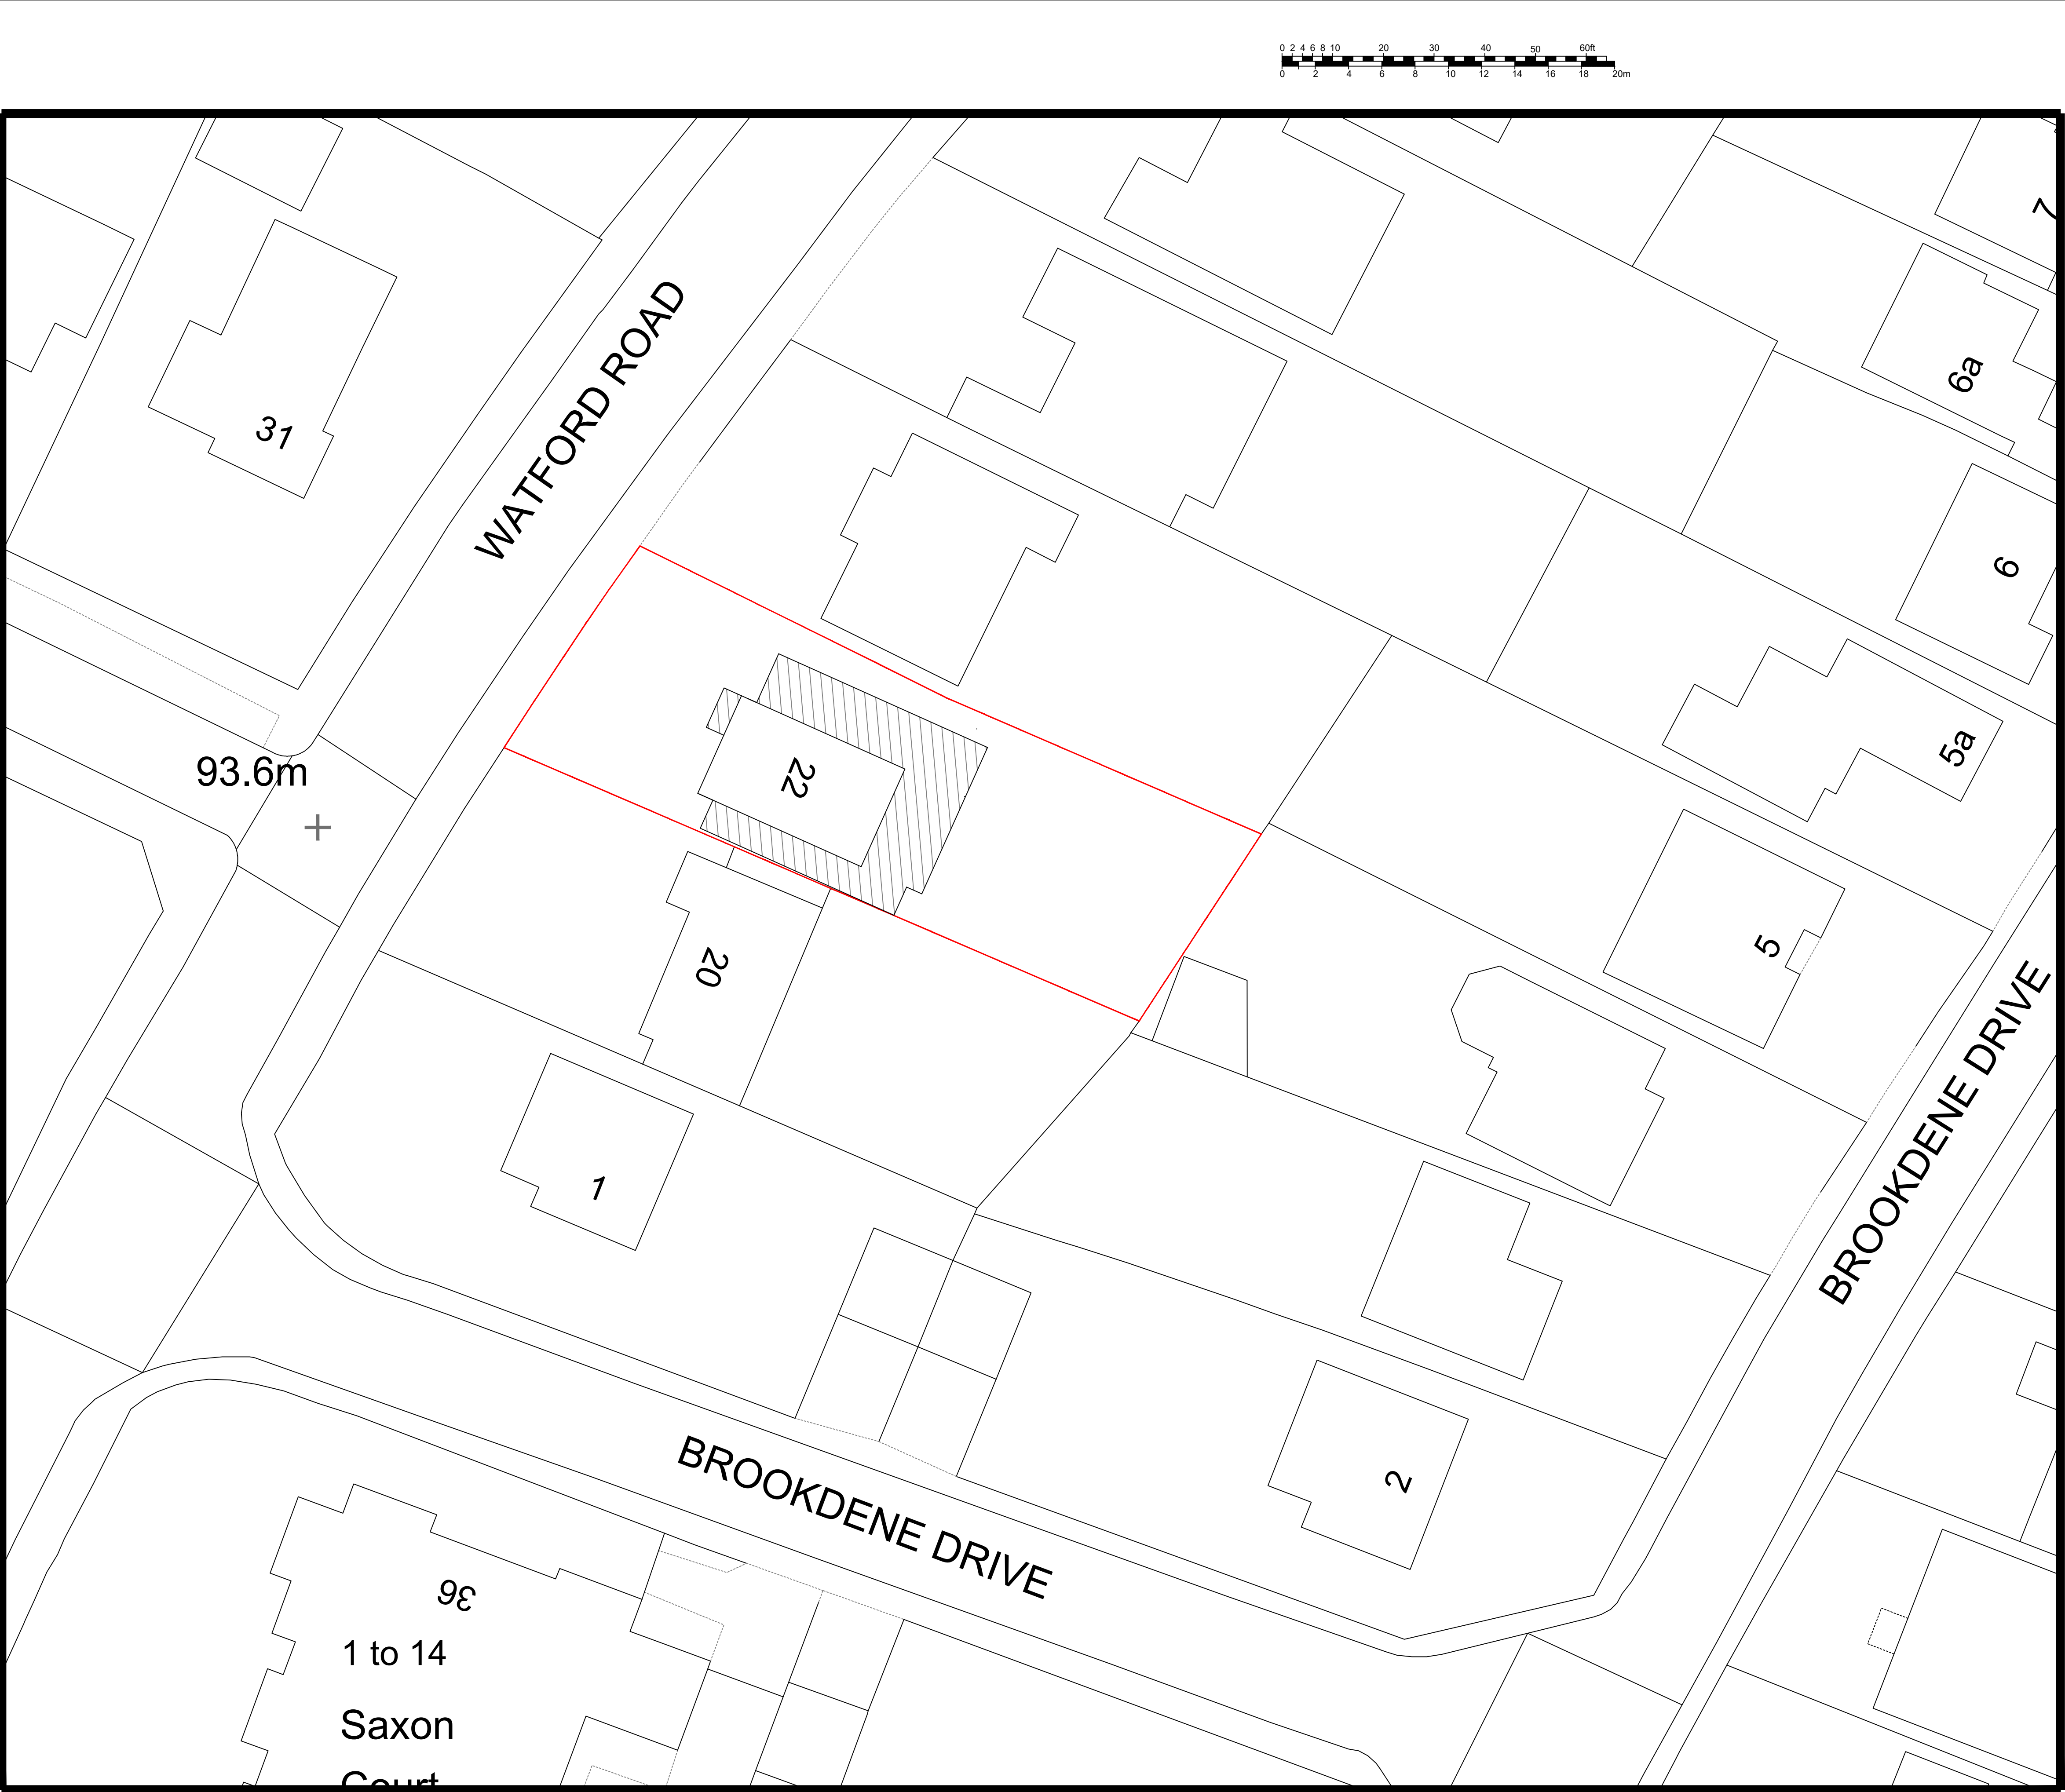 0 2 4 6 8 10 20 30 40 50 60ft
0 2 4 6 8 10 12 14 16 18 20m
7
6a
31
WATFORD ROAD
6
5a
93.6m
22
5
20
BROOKDENE DRIVE
1
2
BROOKDENE DRIVE
36
1 to 14
Saxon
Court